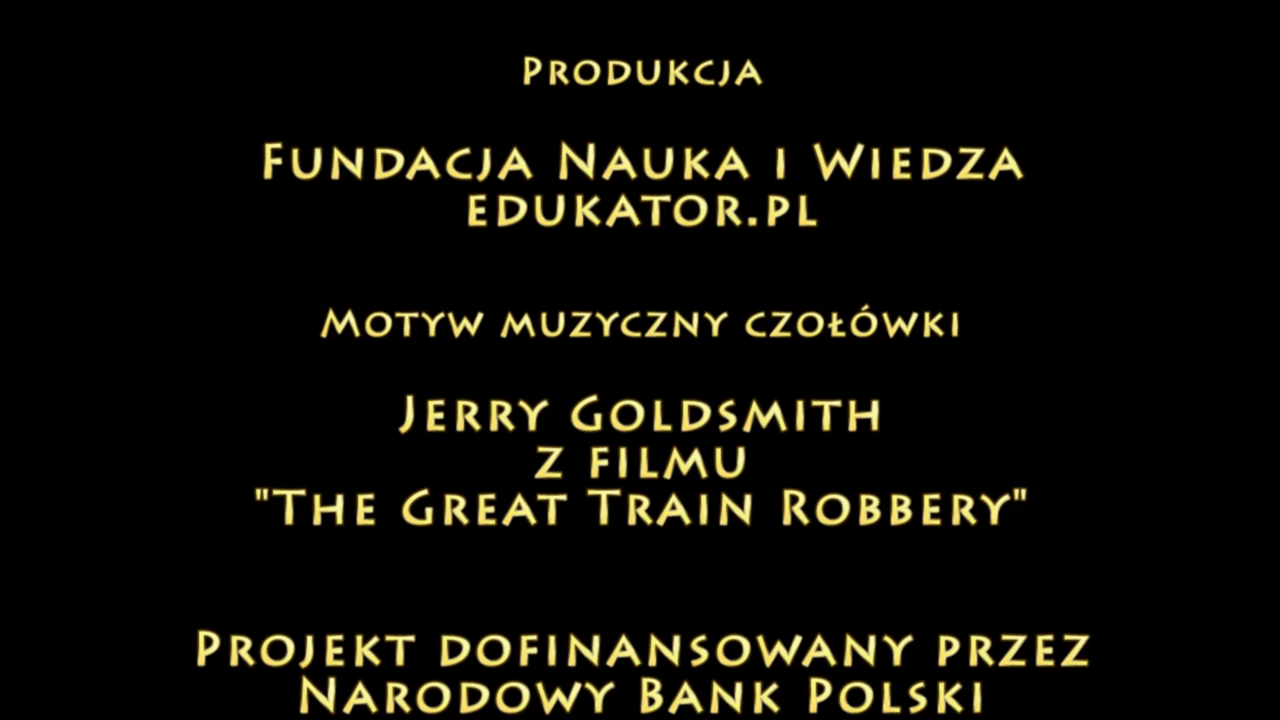 Produkcja
Fundacja Nauka i Wiedza
edukator.pl
Motyw muzyczny czołówki
Jerry Goldsmith
z filmu
"The Great Train Robbery"
Projekt dofinansowany przez
Narodowy Bank Polski